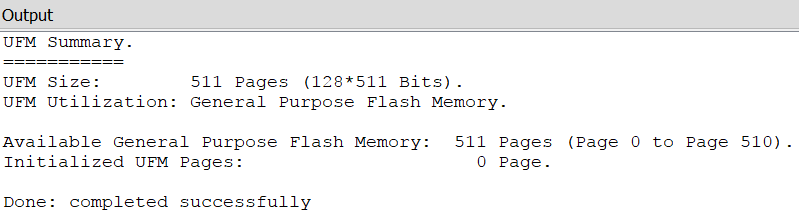 Output
UFM Summary.
===========
UFM Size:        511 Pages (128*511 Bits).
UFM Utilization: General Purpose Flash Memory.
Available General Purpose Flash Memory:  511 Pages (Page 0 to Page 510).
Initialized UFM Pages:                     0 Page.
Done: completed successfully